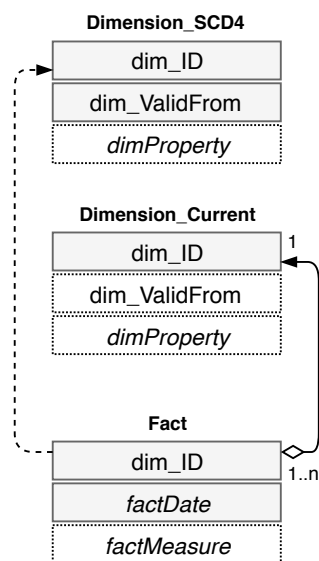 Dimension_SCD4
dim_ID
dim_ValidFrom
dimProperty
Dimension_Current
1
dim_ID
dim_ValidFrom
dimProperty
Fact
dim_ID
1..n
factDate
factMeasure